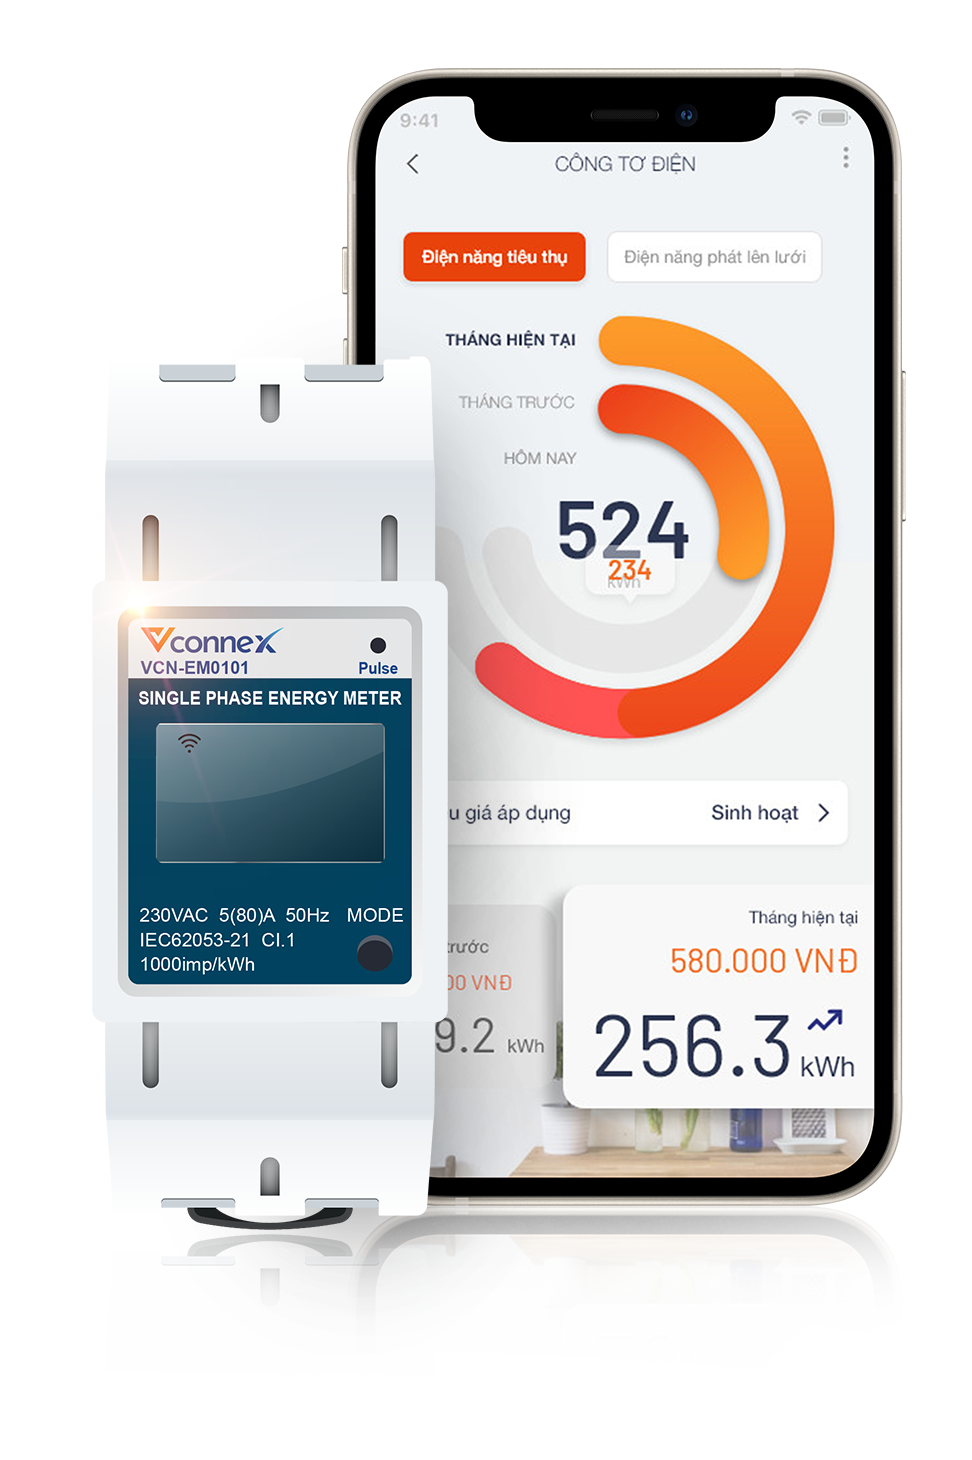 9:41
CÔNG TƠ ĐIỆN
Điện năng tiêu thụ
Điện năng phát lên lưới
THÁNG HIỆN TẠI
THÁNG TRƯỚC
HÔM NAY
524
234
kWh
u giá áp dụng
Sinh hoạt
Tháng hiện tại
580.000 VNĐ
256.3 kWh
trước
00 VNĐ
9.2 kWh
Vconnex
VCN-EM0101
Pulse
SINGLE PHASE ENERGY METER
230VAC 5(80)A 50Hz MODE
IEC62053-21 Cl.1
1000imp/kWh